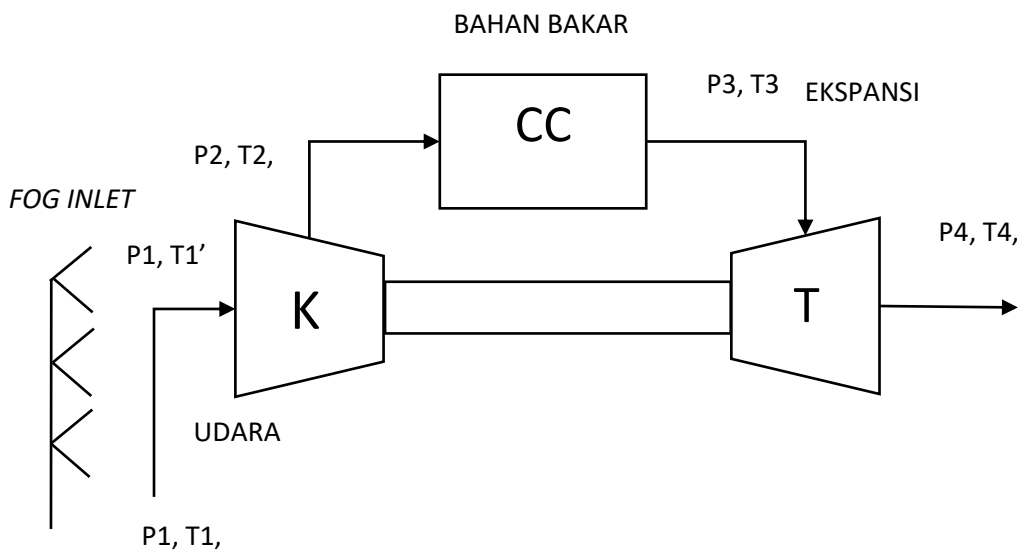 BAHAN BAKAR
P3, T3
EKSPANSI
CC
P2, T2,
FOG INLET
P1, T1’
P4, T4,
K
T
UDARA
P1, T1,